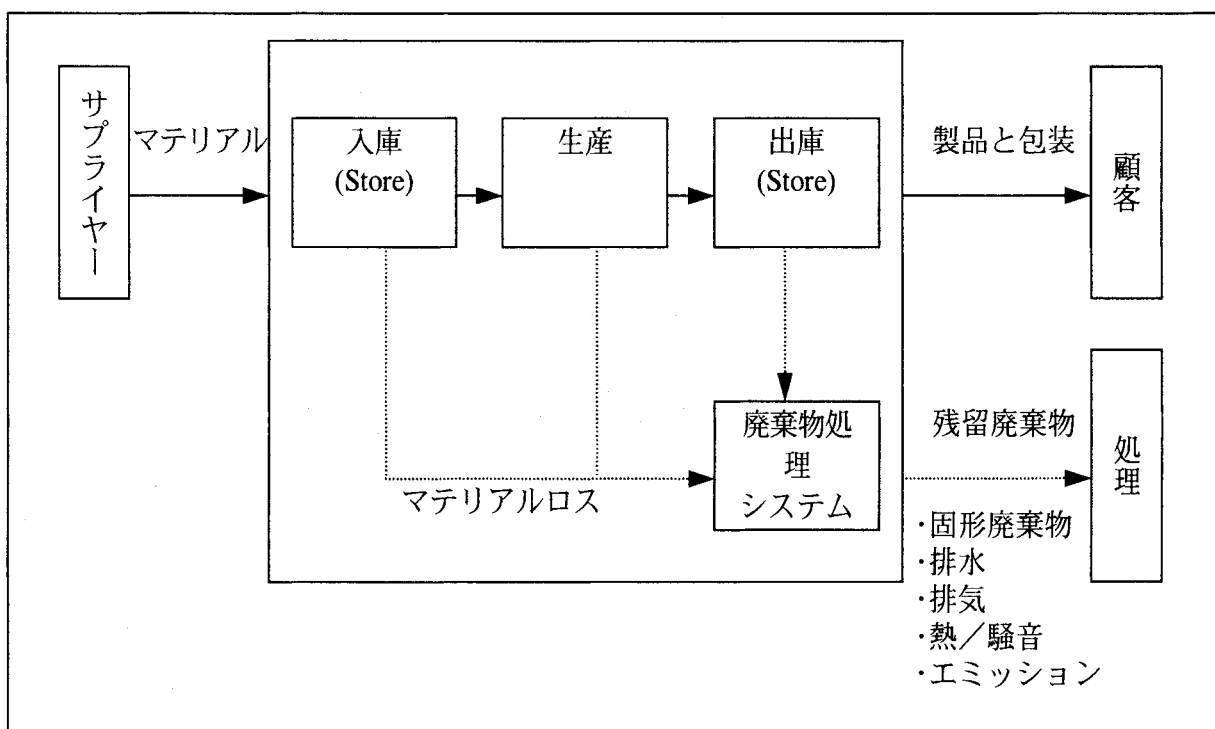 サプライヤー
マテリアル
入庫
(Store)
生産
出庫
(Store)
製品と包装
顧客
マテリアルロス
廃棄物処
理
システム
残留廃棄物
処理
・固形廃棄物
・排水
・排気
・熱／騒音
・エミッション